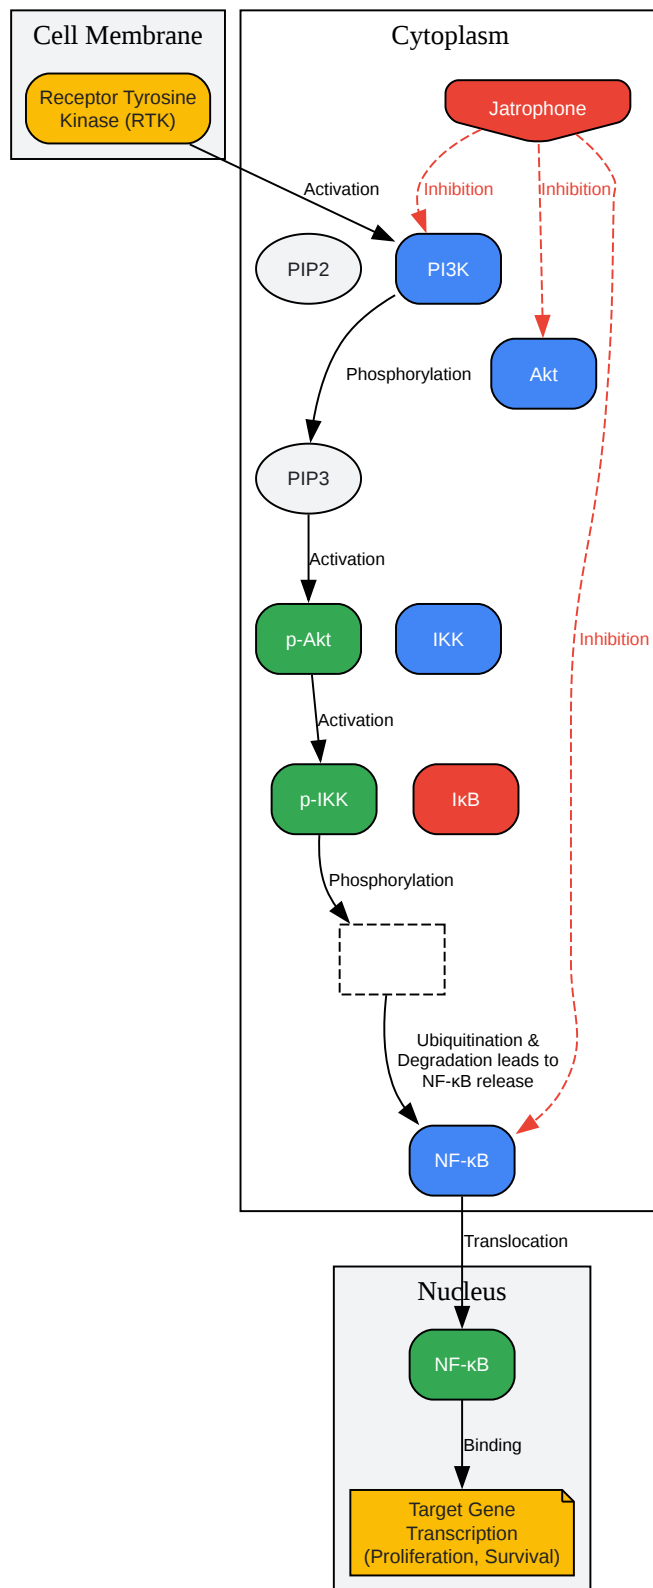 Cell Membrane
Cytoplasm
Receptor Tyrosine
Kinase (RTK)
Jatrophone
Activation
Inhibition
Inhibition
PIP2
PI3K
Akt
Phosphorylation
PIP3
Activation
p-Akt
IKK
Inhibition
Activation
p-IKK
IκB
Phosphorylation
Ubiquitination &
Degradation leads to
NF-κB release
NF-κB
Translocation
Nucleus
NF-κB
Binding
Target Gene
Transcription
(Proliferation, Survival)